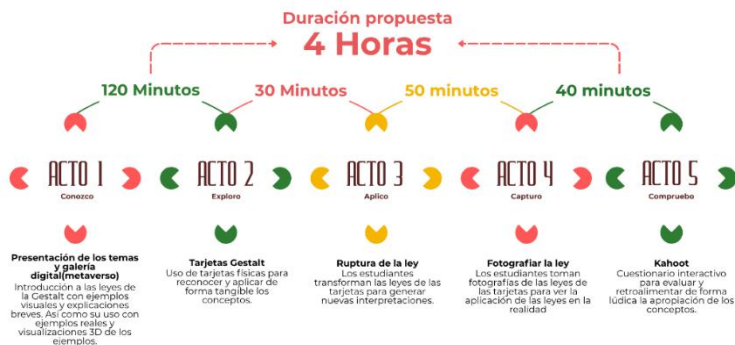 Duración propuesta
4 Horas
120 Minutos
30 Minutos
50 minutos
40 minutos
ACTO 1
Conozco
ACTO 2
Exploro
ACTO 3
Aplico
ACTO 4
Capturo
ACTO 5
Compruebo
Presentación de los temas
y galería
digital(metaverso)
Introducción a las leyes de
la Gestalt con ejemplos
visuales y explicaciones
breves. Así como su uso con
ejemplos reales y
visualizaciones 3D de los
ejemplos.
Tarjetas Gestalt
Uso de tarjetas físicas para
reconocer y aplicar de
forma tangible los
conceptos.
Ruptura de la ley
Los estudiantes
transforman las leyes de las
tarjetas para generar
nuevas interpretaciones.
Fotografiar la ley
Los estudiantes toman
fotografías de las leyes de
las tarjetas para ver la
aplicación de las leyes en la
realidad
Kahoot
Cuestionario interactivo
para evaluar y
retroalimentar de forma
lúdica la apropiación de los
conceptos.